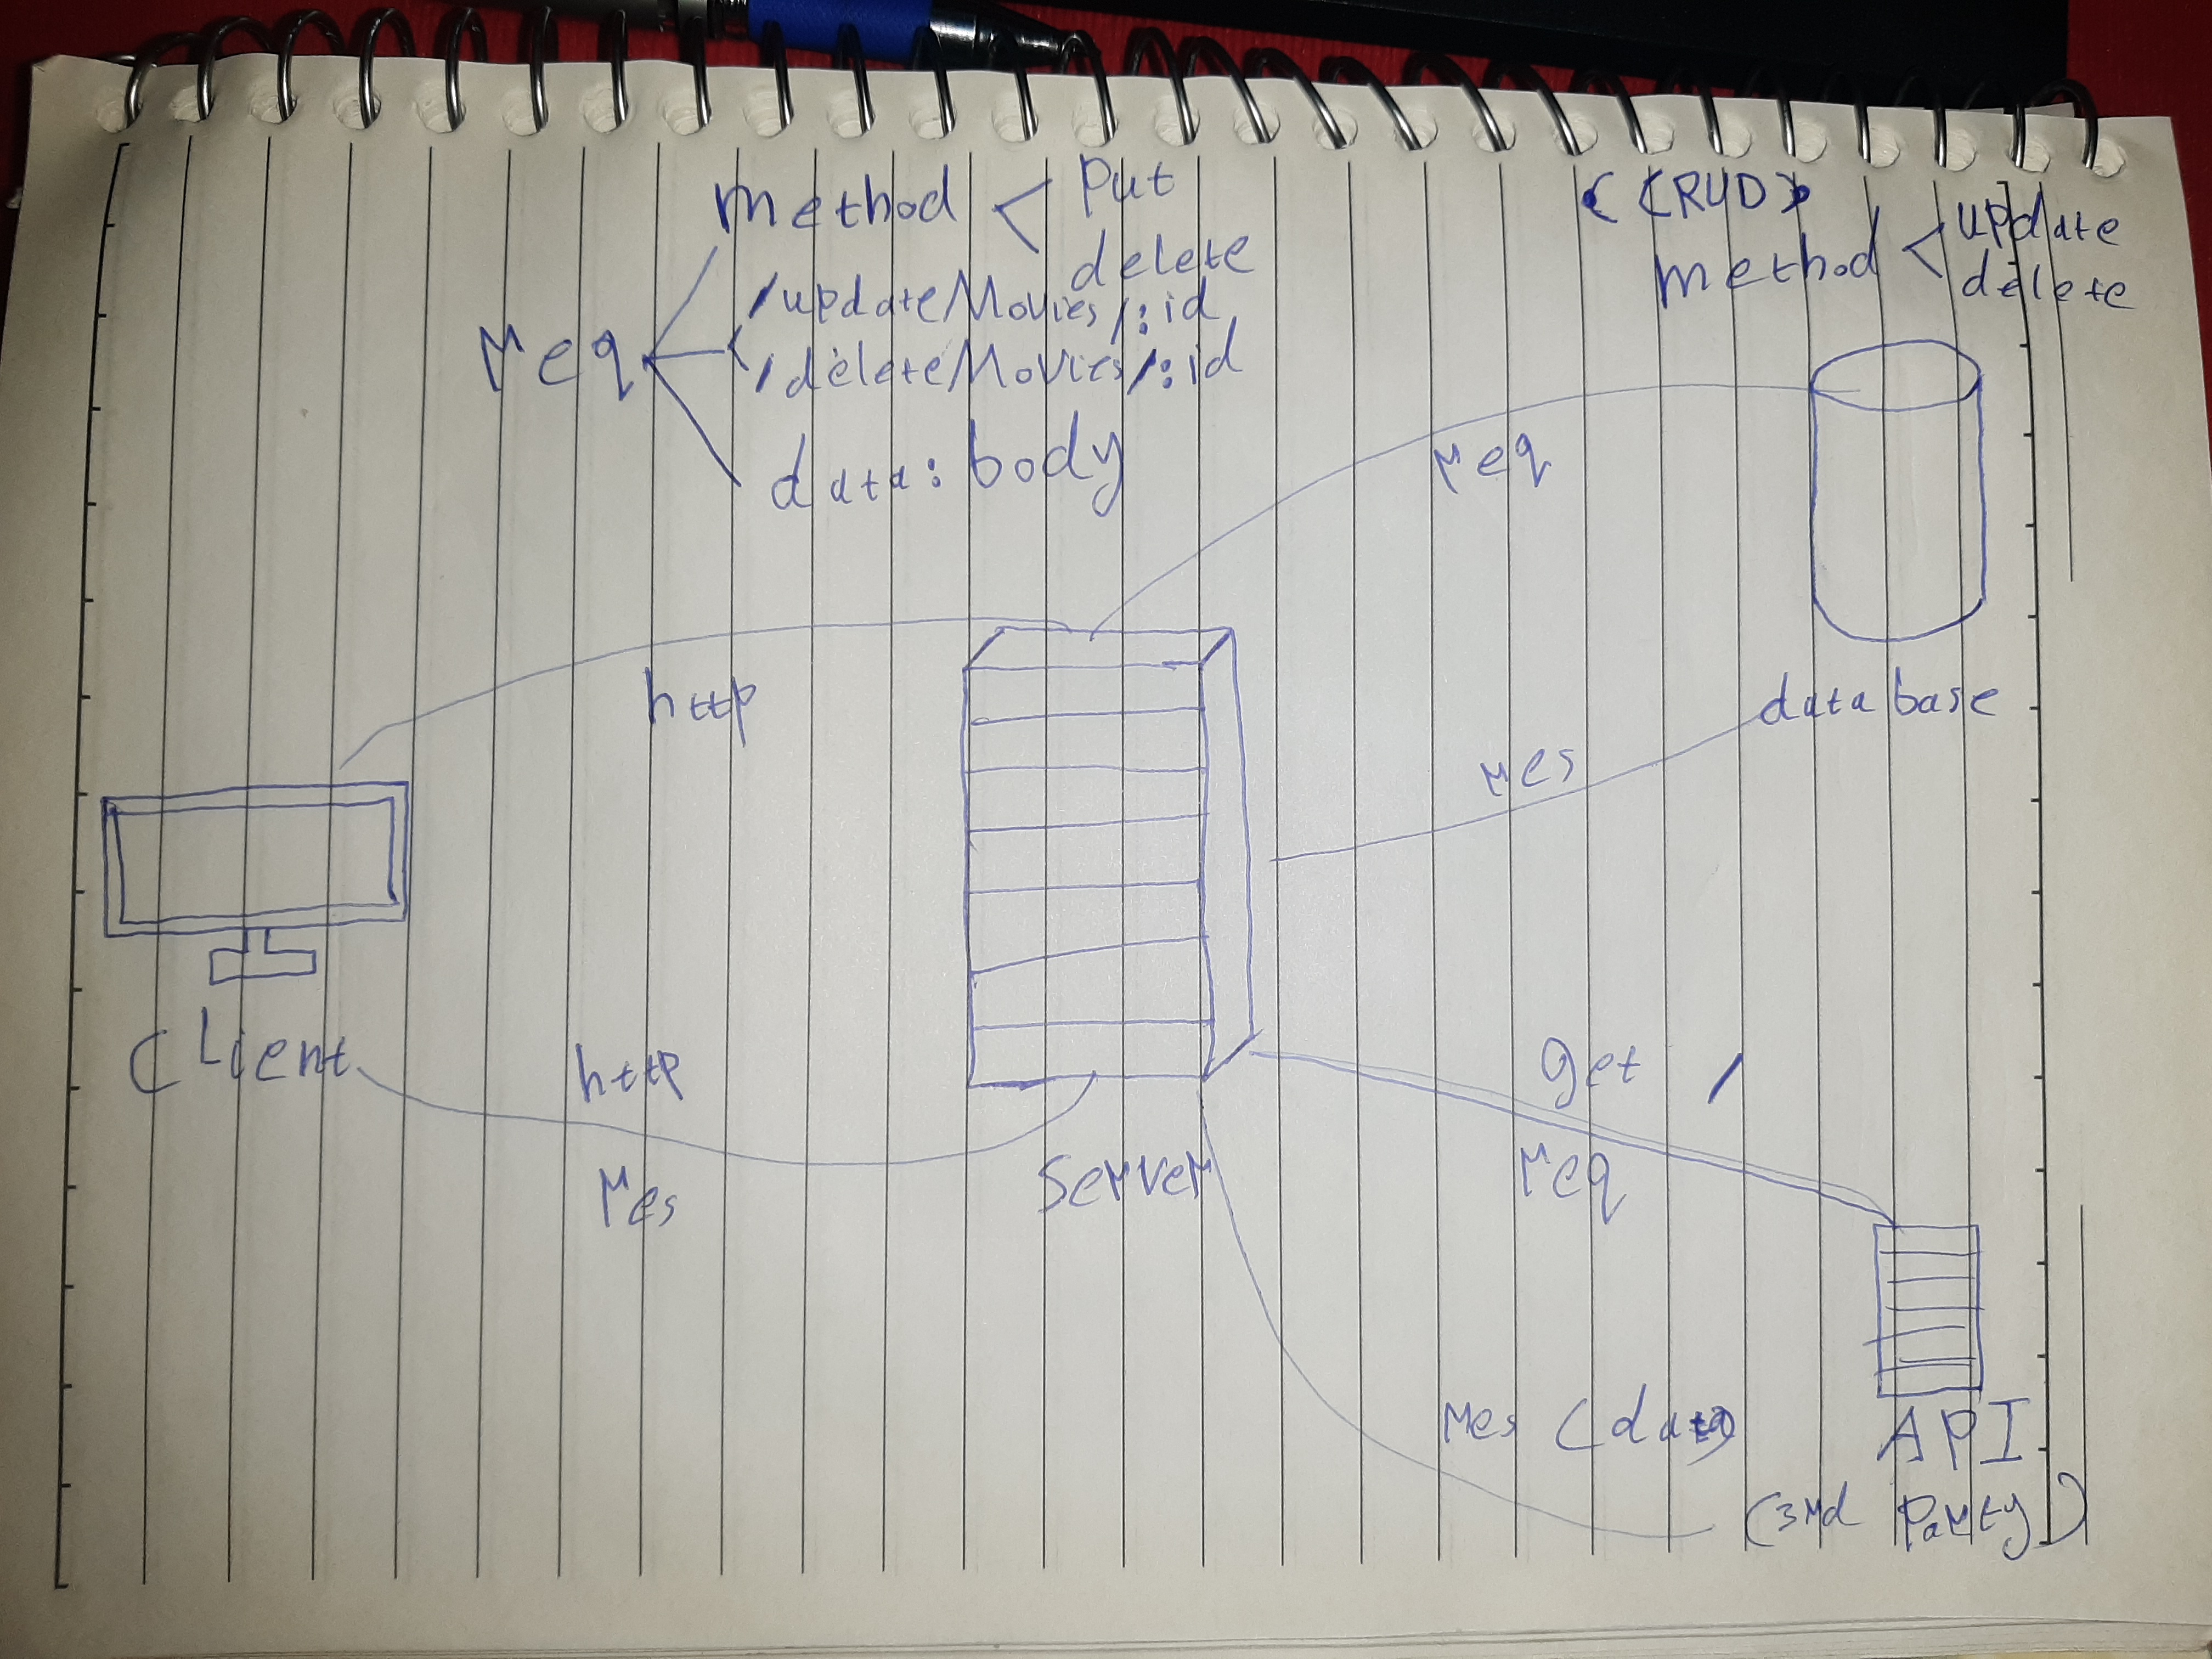 <CRUD>
method < update
delete
method < put
delete
req
/updateMovies/:id
/deleteMovies/:id
data: body
http
req
Client
http
res
Server
res
database
get /
req
res (data)
API
(3rd Party)